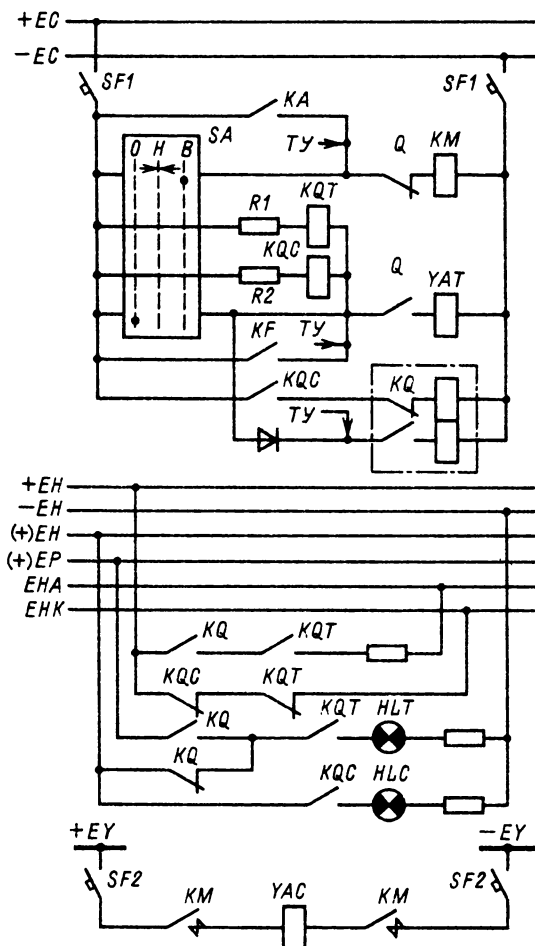 +EC
−EC
SF1
SF1
KA
SA
О Н В
ТУ
Q
KM
R1
KQT
KQC
R2
Q
YAT
KF
ТУ
KQC
KQ
ТУ
+EH
−EH
(+)EH
(+)EP
EHA
EHK
KQ
KQT
KQC
KQT
KQ
KQT
HLT
KQ
KQC
HLC
+EY
−EY
SF2
SF2
KM
YAC
KM